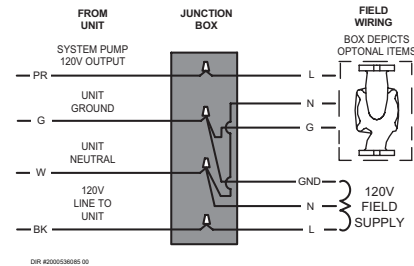 FROM
UNIT
JUNCTION
BOX
FIELD
WIRING
BOX DEPICTS
OPTIONAL ITEMS
SYSTEM PUMP
120V OUTPUT
PR
L
UNIT
GROUND
N
G
G
UNIT
NEUTRAL
W
GND
120V
LINE TO
UNIT
N
120V
FIELD
SUPPLY
BK
L
DIR #2000536085 00